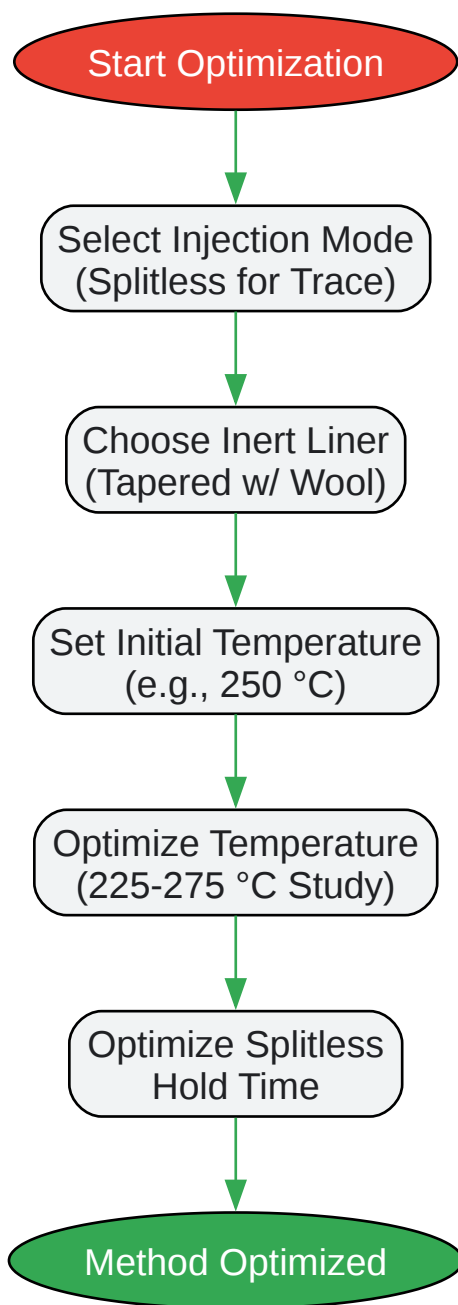 Start Optimization
Select Injection Mode
(Splitless for Trace)
Choose Inert Liner
(Tapered w/ Wool)
Set Initial Temperature
(e.g., 250 °C)
Optimize Temperature
(225-275 °C Study)
Optimize Splitless
Hold Time
Method Optimized